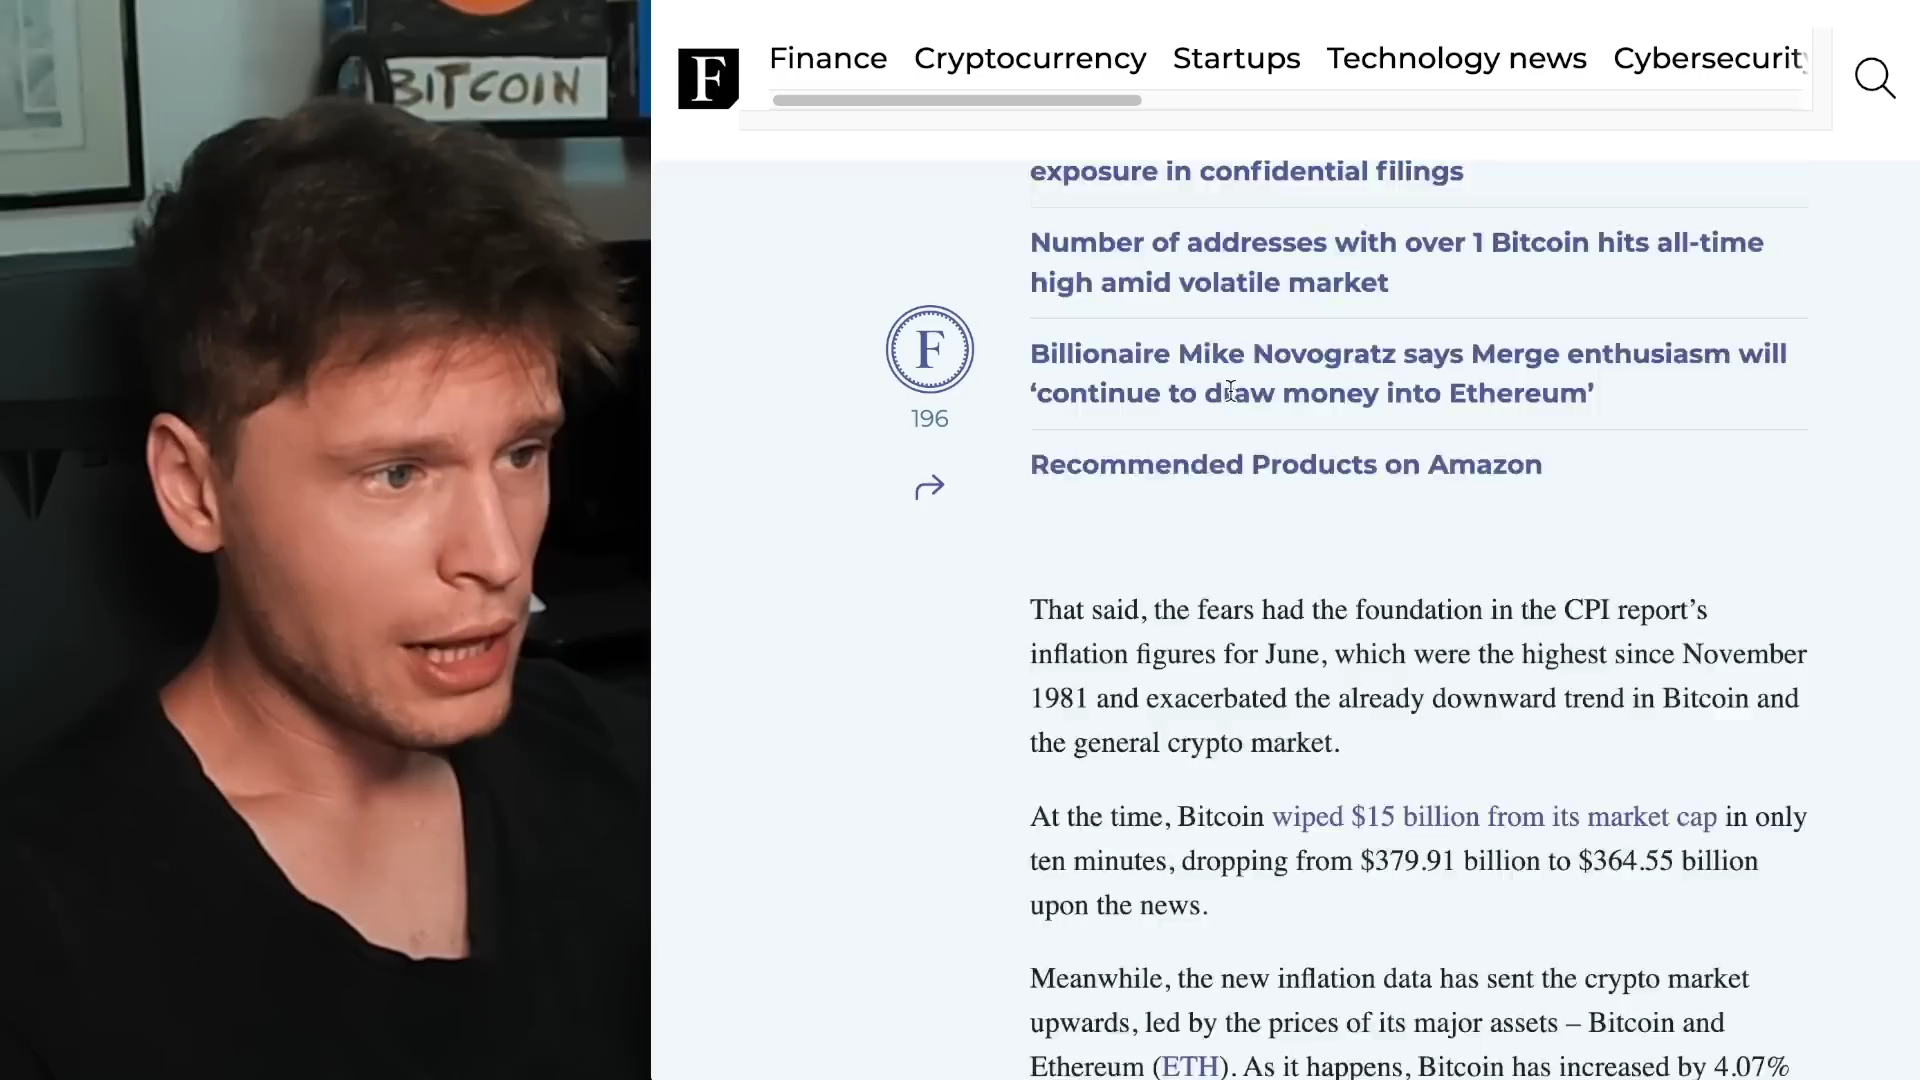 BITCOIN
F
Finance Cryptocurrency Startups Technology news Cybersecurity
exposure in confidential filings
Number of addresses with over 1 Bitcoin hits all-time
high amid volatile market
Billionaire Mike Novogratz says Merge enthusiasm will
‘continue to draw money into Ethereum’
F
196
Recommended Products on Amazon
That said, the fears had the foundation in the CPI report’s
inflation figures for June, which were the highest since November
1981 and exacerbated the already downward trend in Bitcoin and
the general crypto market.
At the time, Bitcoin wiped $15 billion from its market cap in only
ten minutes, dropping from $379.91 billion to $364.55 billion
upon the news.
Meanwhile, the new inflation data has sent the crypto market
upwards, led by the prices of its major assets – Bitcoin and
Ethereum (ETH). As it happens, Bitcoin has increased by 4.07%